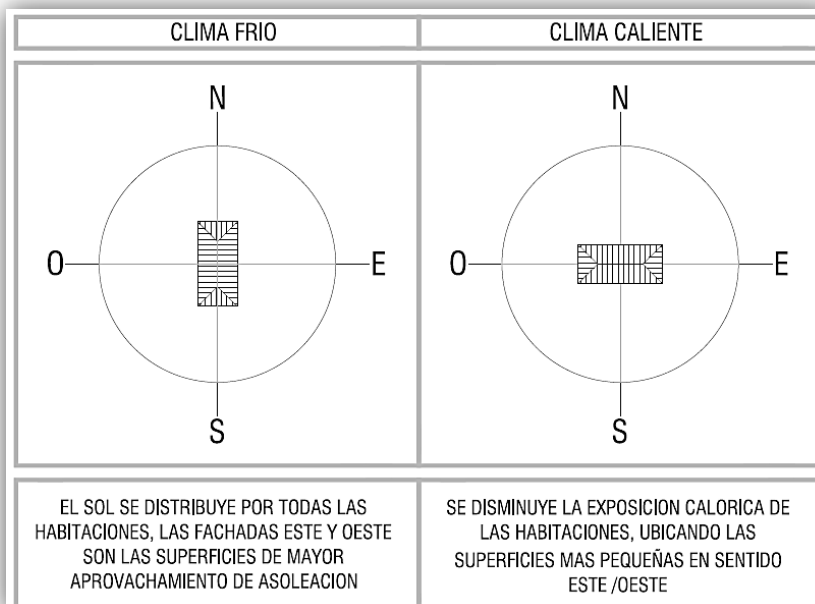 CLIMA FRIO
CLIMA CALIENTE
N
O
E
S
N
O
E
S
EL SOL SE DISTRIBUYE POR TODAS LAS
HABITACIONES, LAS FACHADAS ESTE Y OESTE
SON LAS SUPERFICIES DE MAYOR
APROVACHAMIENTO DE ASOLEACION
SE DISMINUYE LA EXPOSICION CALORICA DE
LAS HABITACIONES, UBICANDO LAS
SUPERFICIES MAS PEQUEÑAS EN SENTIDO
ESTE /OESTE